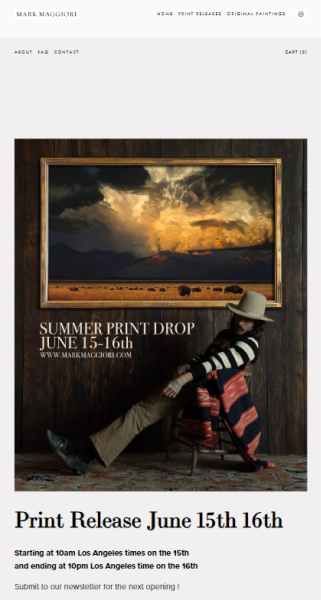 MARK MAGGIORI
HOME PRINT RELEASES ORIGINAL PAINTINGS
ABOUT FAQ CONTACT
CART (0)
SUMMER PRINT DROP
JUNE 15-16th
WWW.MARKMAGGIORI.COM
Print Release June 15th 16th
Starting at 10am Los Angeles times on the 15th
and ending at 10pm Los Angeles time on the 16th
Submit to our newsletter for the next opening !